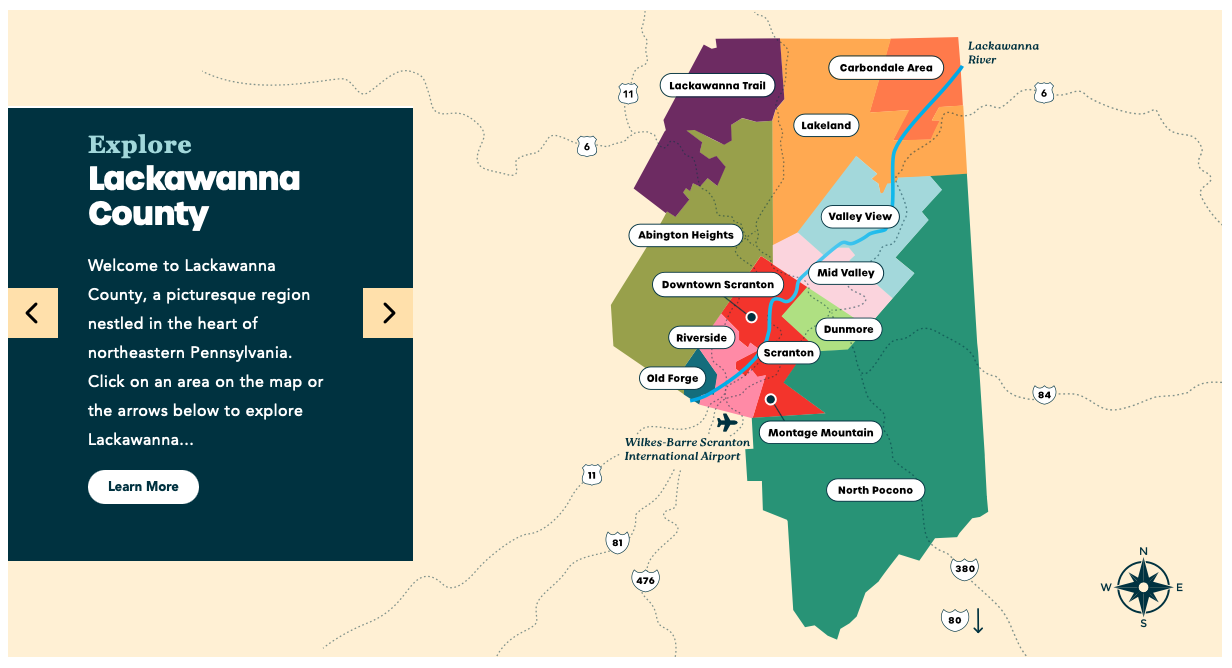 Explore
Lackawanna
County
Welcome to Lackawanna
County, a picturesque region
nestled in the heart of
northeastern Pennsylvania.
Click on an area on the map or
the arrows below to explore
Lackawanna...
Learn More
Lackawanna
River
Carbondale Area
Lackawanna Trail
11
6
Lakeland
6
Valley View
Abington Heights
Mid Valley
Downtown Scranton
Dunmore
Riverside
Scranton
Old Forge
84
Montage Mountain
Wilkes-Barre Scranton
International Airport
11
North Pocono
81
476
380
80
N
W E
S